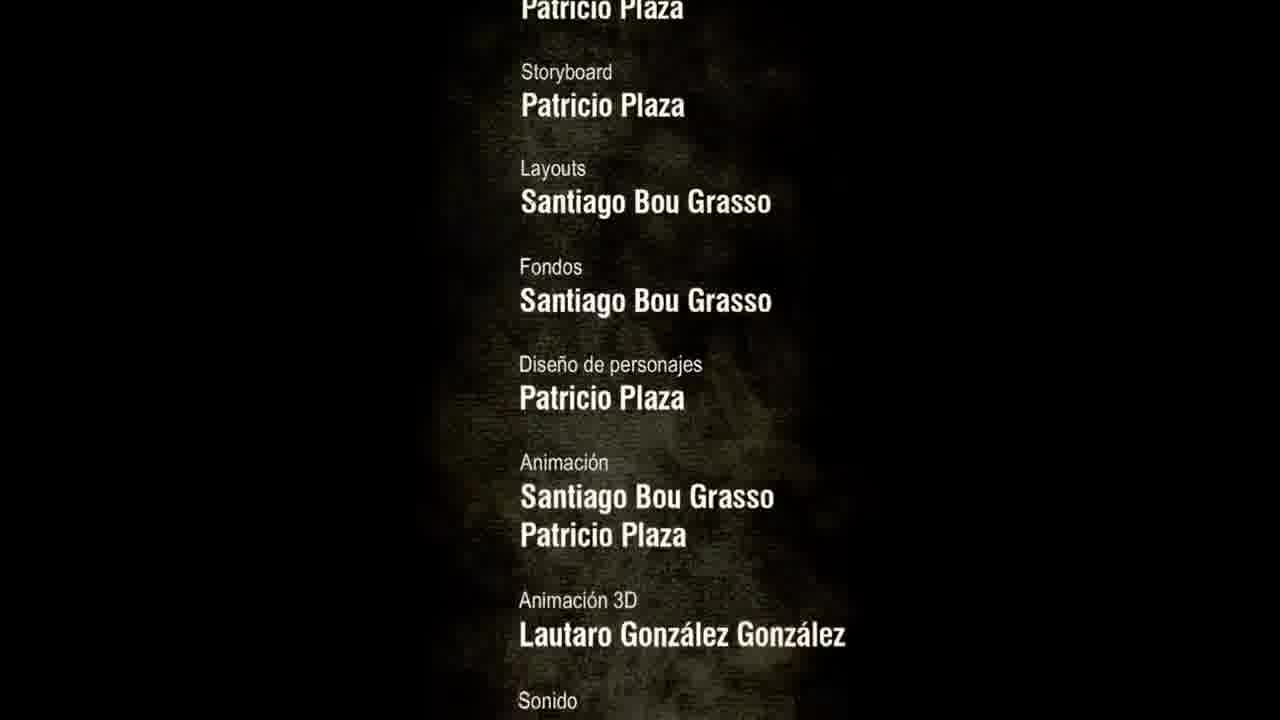 Patricio Plaza
Storyboard
Patricio Plaza
Layouts
Santiago Bou Grasso
Fondos
Santiago Bou Grasso
Diseño de personajes
Patricio Plaza
Animación
Santiago Bou Grasso
Patricio Plaza
Animación 3D
Lautaro González González
Sonido